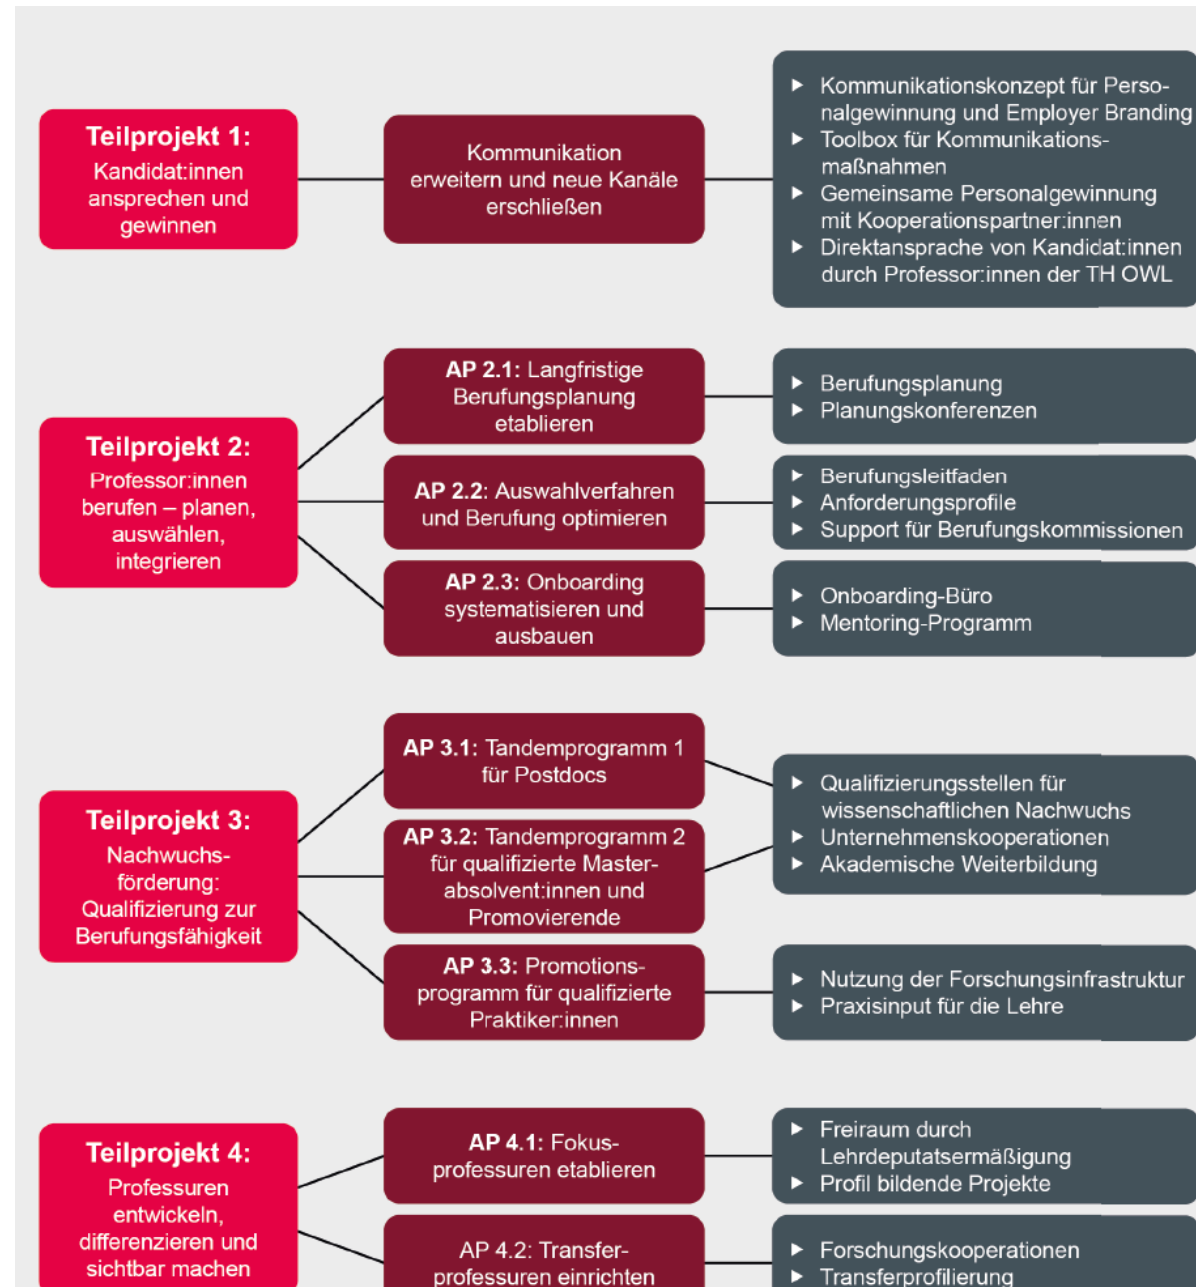 Teilprojekt 1:
Kandidat:innen
ansprechen und
gewinnen
Kommunikation
erweitern und neue Kanäle
erschließen
▶ Kommunikationskonzept für Perso-
nalgewinnung und Employer Branding
▶ Toolbox für Kommunikations-
maßnahmen
▶ Gemeinsame Personalgewinnung
mit Kooperationspartner:innen
▶ Direktansprache von Kandidat:innen
durch Professor:innen der TH OWL
Teilprojekt 2:
Professor:innen
berufen – planen,
auswählen,
integrieren
AP 2.1: Langfristige
Berufungsplanung
etablieren
▶ Berufungsplanung
▶ Planungskonferenzen
AP 2.2: Auswahlverfahren
und Berufung optimieren
▶ Berufungsleitfaden
▶ Anforderungsprofile
▶ Support für Berufungskommissionen
AP 2.3: Onboarding
systematisieren und
ausbauen
▶ Onboarding-Büro
▶ Mentoring-Programm
Teilprojekt 3:
Nachwuchs-
förderung:
Qualifizierung zur
Berufungsfähigkeit
AP 3.1: Tandemprogramm 1
für Postdocs
AP 3.2: Tandemprogramm 2
für qualifizierte Master-
absolvent:innen und
Promovierende
▶ Qualifizierungsstellen für
wissenschaftlichen Nachwuchs
▶ Unternehmenskooperationen
▶ Akademische Weiterbildung
AP 3.3: Promotions-
programm für qualifizierte
Praktiker:innen
▶ Nutzung der Forschungsinfrastruktur
▶ Praxisinput für die Lehre
Teilprojekt 4:
Professuren
entwickeln,
differenzieren und
sichtbar machen
AP 4.1: Fokus-
professuren etablieren
▶ Freiraum durch
Lehrdeputatsermäßigung
▶ Profil bildende Projekte
AP 4.2: Transfer-
professuren einrichten
▶ Forschungskooperationen
▶ Transferprofilierung